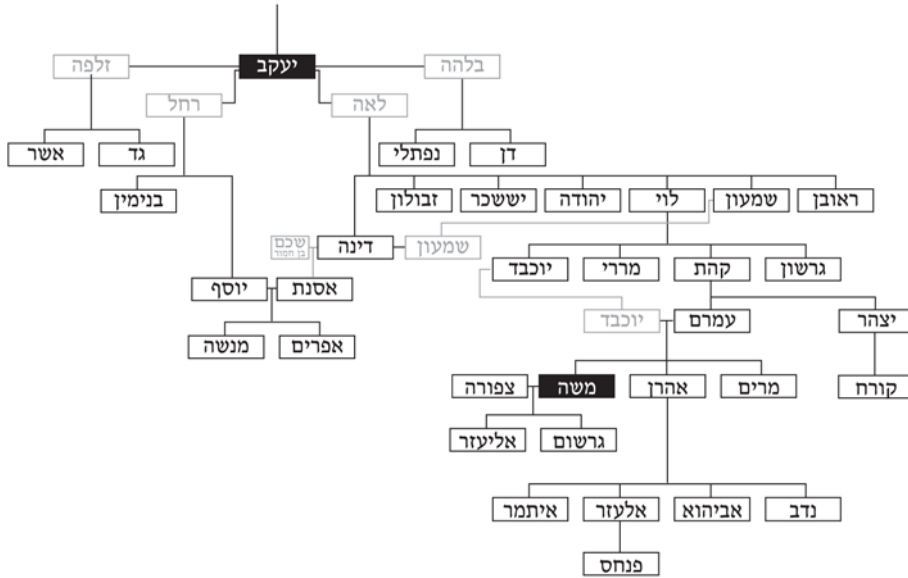 יעקב
בלהה
זלפה
לאה
רחל
דן
נפתלי
גד
אשר
ראובן
שמעון
לוי
יהודה
יששכר
זבולון
בנימין
שמעון
דינה
שכם
בן חמור
גרשון
קהת
מררי
יוכבד
אסנת
יוסף
יצהר
עמרם
יוכבד
אפרים
מנשה
קורח
מרים
אהרן
משה
צפורה
גרשום
אליעזר
נדב
אביהוא
אלעזר
איתמר
פנחס